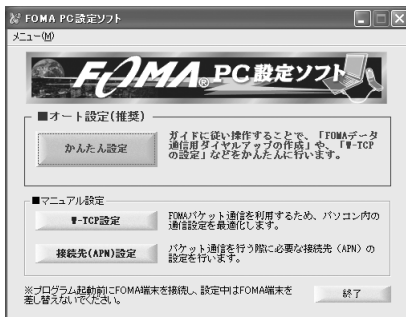 FOMA PC設定ソフト
メニュー(M)
FOMA® PC設定ソフト
■オート設定(推奨)
かんたん設定
ガイドに従い操作することで、「FOMAデータ
通信用ダイヤルアップの作成」や、「W-TCP
の設定」などをかんたんに行います。
■マニュアル設定
W-TCP設定
FOMAパケット通信を利用するため、パソコン内の
通信設定を最適化します。
接続先(APN)設定
パケット通信を行う際に必要な接続先(APN)の
設定を行います。
※プログラム起動前にFOMA端末を接続し、設定中はFOMA端末を
差し替えないでください。
終了